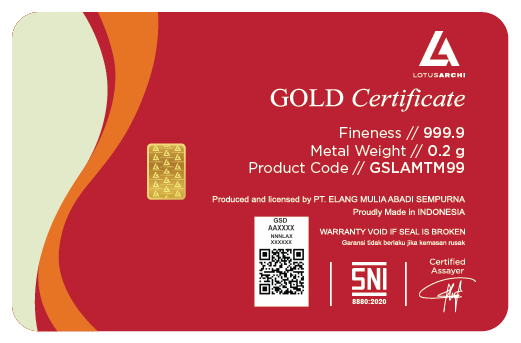 LOTUSARCHI
GOLD Certificate
Fineness // 999.9
Metal Weight // 0.2 g
Product Code // GSLAMTM99
Produced and licensed by PT. ELANG MULIA ABADI SEMPURNA
Proudly Made in INDONESIA
GSD
AAXXXX
NNNLAX
XXXXXX
WARRANTY VOID IF SEAL IS BROKEN
Garansi tidak berlaku jika kemasan rusak
SNI
8880:2020
Certified
Assayer